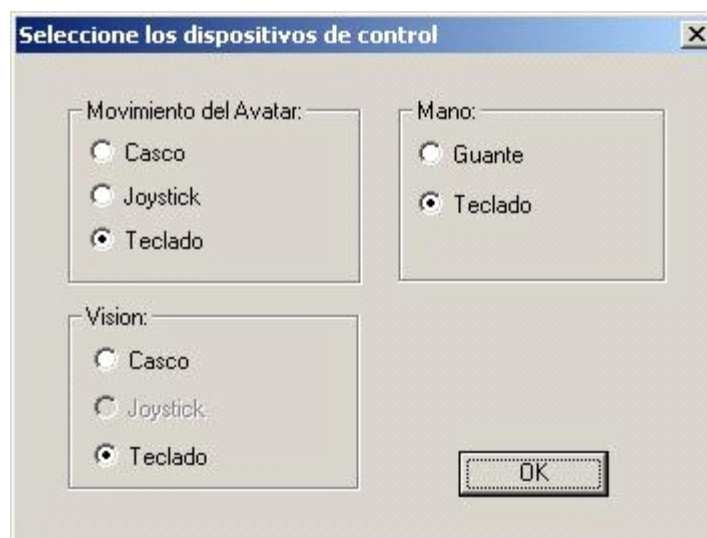 Seleccione los dispositivos de control
Movimiento del Avatar:
Casco
Joystick
Teclado
Mano:
Guante
Teclado
Vision:
Casco
Joystick
Teclado
OK